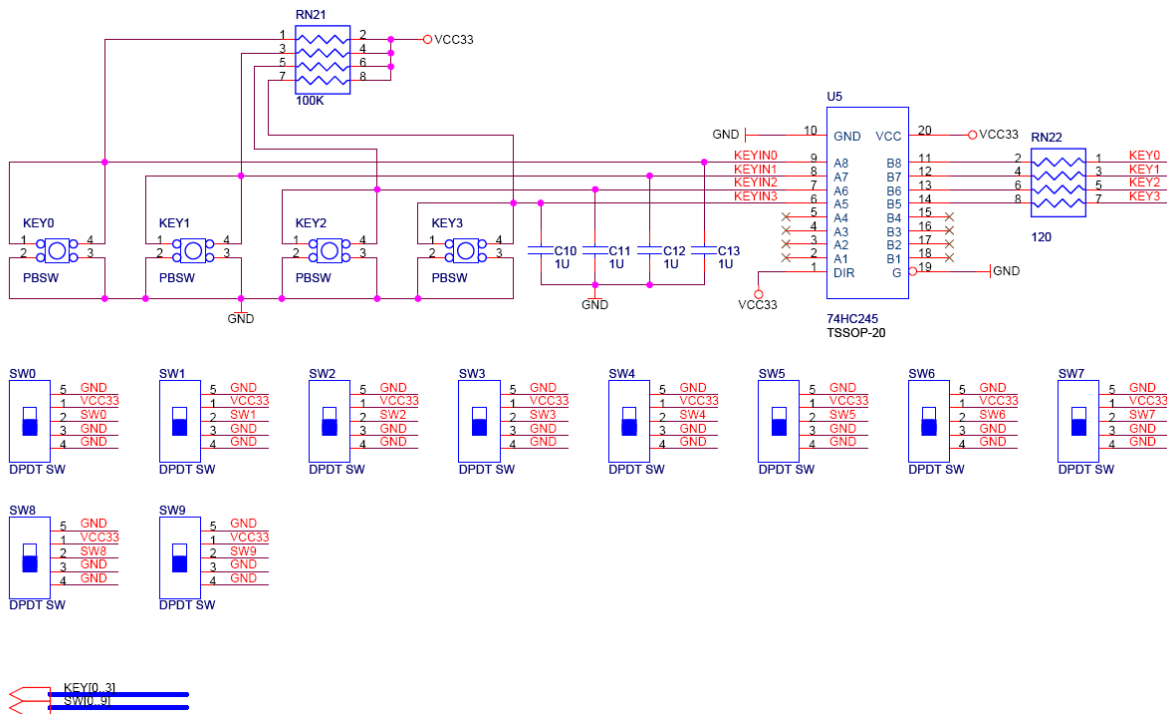 RN21
1 2 VCC33
3 4
5 6
7 8
100K
U5
GND 10 GND VCC 20 VCC33
RN22
KEYIN0 9 A8 B8 11 2 1 KEY0
KEYIN1 8 A7 B7 12 4 3 KEY1
KEYIN2 7 A6 B6 13 6 5 KEY2
KEYIN3 6 A5 B5 14 8 7 KEY3
5 A4 B4 15
4 A3 B3 16
3 A2 B2 17
2 A1 B1 18
1 DIR G 19 GND
120
VCC33
74HC245
TSSOP-20
KEY0 KEY1 KEY2 KEY3
1 4 1 4 1 4 1 4
2 3 2 3 2 3 2 3
PBSW PBSW PBSW PBSW
C10 C11 C12 C13
1U 1U 1U 1U
GND GND
SW0 SW1 SW2 SW3 SW4 SW5 SW6 SW7
5 GND 5 GND 5 GND 5 GND 5 GND 5 GND 5 GND 5 GND
1 VCC33 1 VCC33 1 VCC33 1 VCC33 1 VCC33 1 VCC33 1 VCC33 1 VCC33
2 SW0 2 SW1 2 SW2 2 SW3 2 SW4 2 SW5 2 SW6 2 SW7
3 GND 3 GND 3 GND 3 GND 3 GND 3 GND 3 GND 3 GND
4 GND 4 GND 4 GND 4 GND 4 GND 4 GND 4 GND 4 GND
DPDT SW DPDT SW DPDT SW DPDT SW DPDT SW DPDT SW DPDT SW DPDT SW
SW8 SW9
5 GND 5 GND
1 VCC33 1 VCC33
2 SW8 2 SW9
3 GND 3 GND
4 GND 4 GND
DPDT SW DPDT SW
KEY[0..3]
SW[0..9]